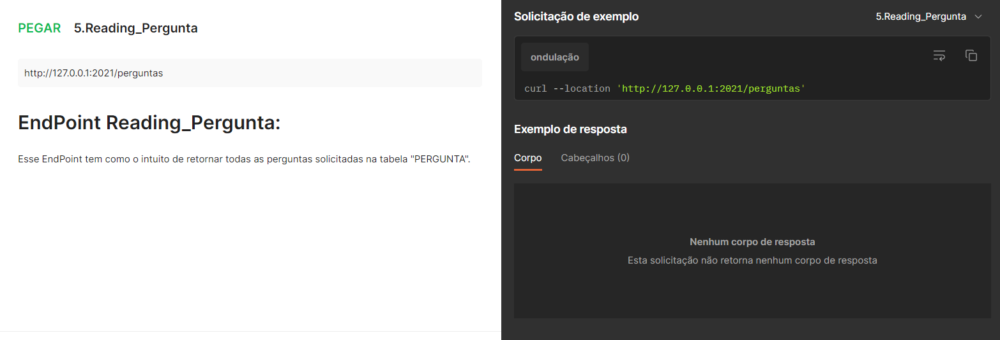 PEGAR 5.Reading_Pergunta
http://127.0.0.1:2021/perguntas
EndPoint Reading_Pergunta:
Esse EndPoint tem como o intuito de retornar todas as perguntas solicitadas na tabela "PERGUNTA".
Solicitação de exemplo
5.Reading_Pergunta
ondulação
curl --location 'http://127.0.0.1:2021/perguntas'
Exemplo de resposta
Corpo Cabeçalhos (0)
Nenhum corpo de resposta
Esta solicitação não retorna nenhum corpo de resposta